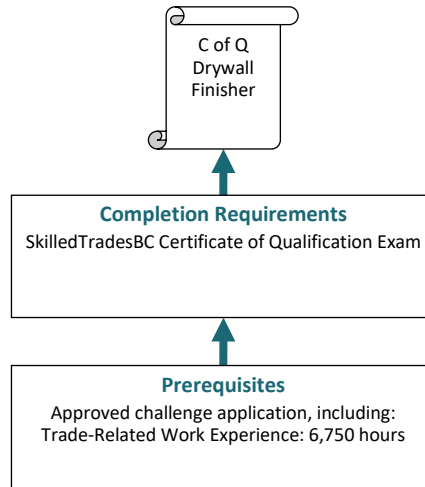 C of Q
Drywall
Finisher
Completion Requirements
SkilledTradesBC Certificate of Qualification Exam
Prerequisites
Approved challenge application, including:
Trade-Related Work Experience: 6,750 hours